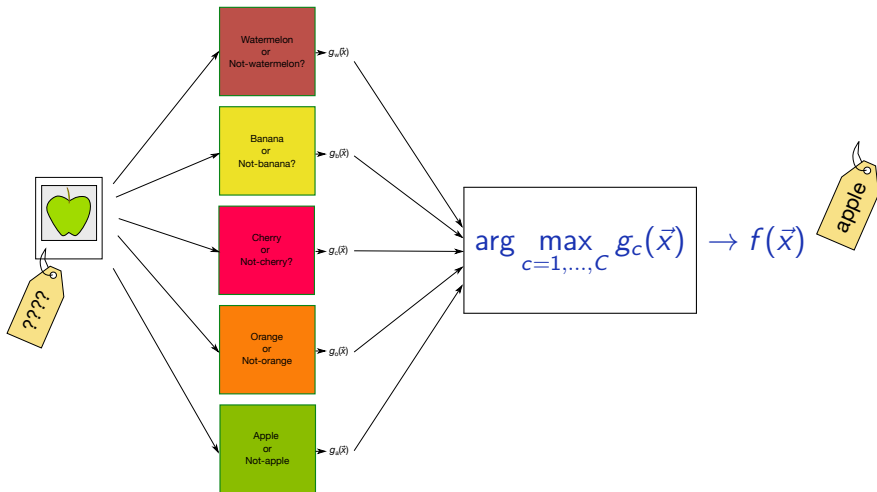 Watermelon
or
Not-watermelon?
g_w(x⃗)
Banana
or
Not-banana?
g_b(x⃗)
Cherry
or
Not-cherry?
g_c(x⃗)
Orange
or
Not-orange
g_o(x⃗)
Apple
or
Not-apple
g_a(x⃗)
????
arg max g_c(x⃗) → f(x⃗)
c=1,...,C
apple